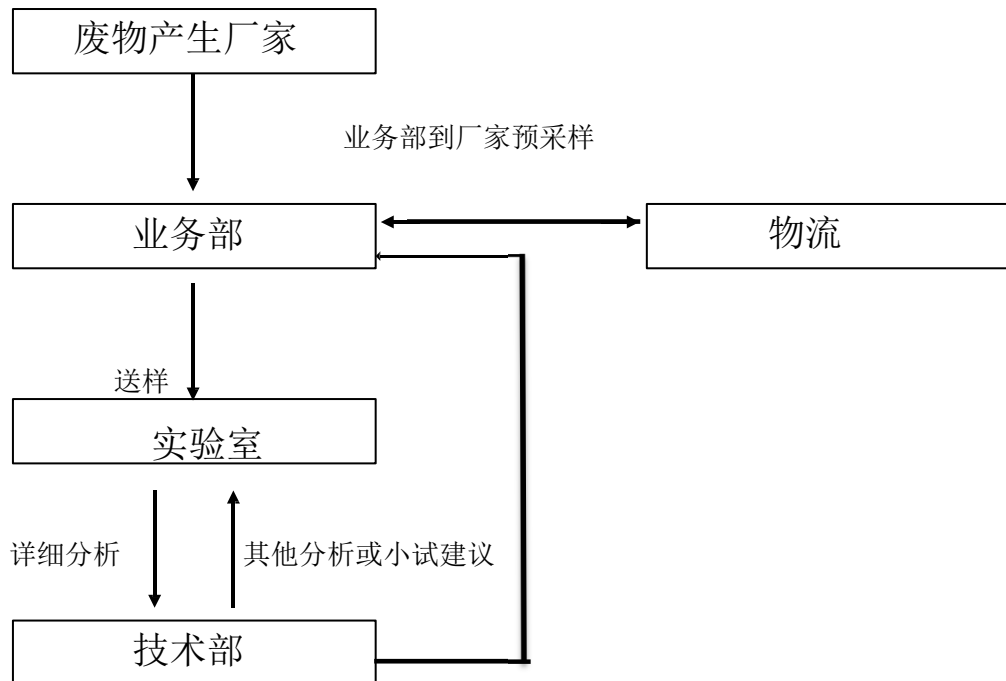 废物产生厂家
业务部到厂家预采样
业务部
物流
送样
实验室
详细分析
其他分析或小试建议
技术部